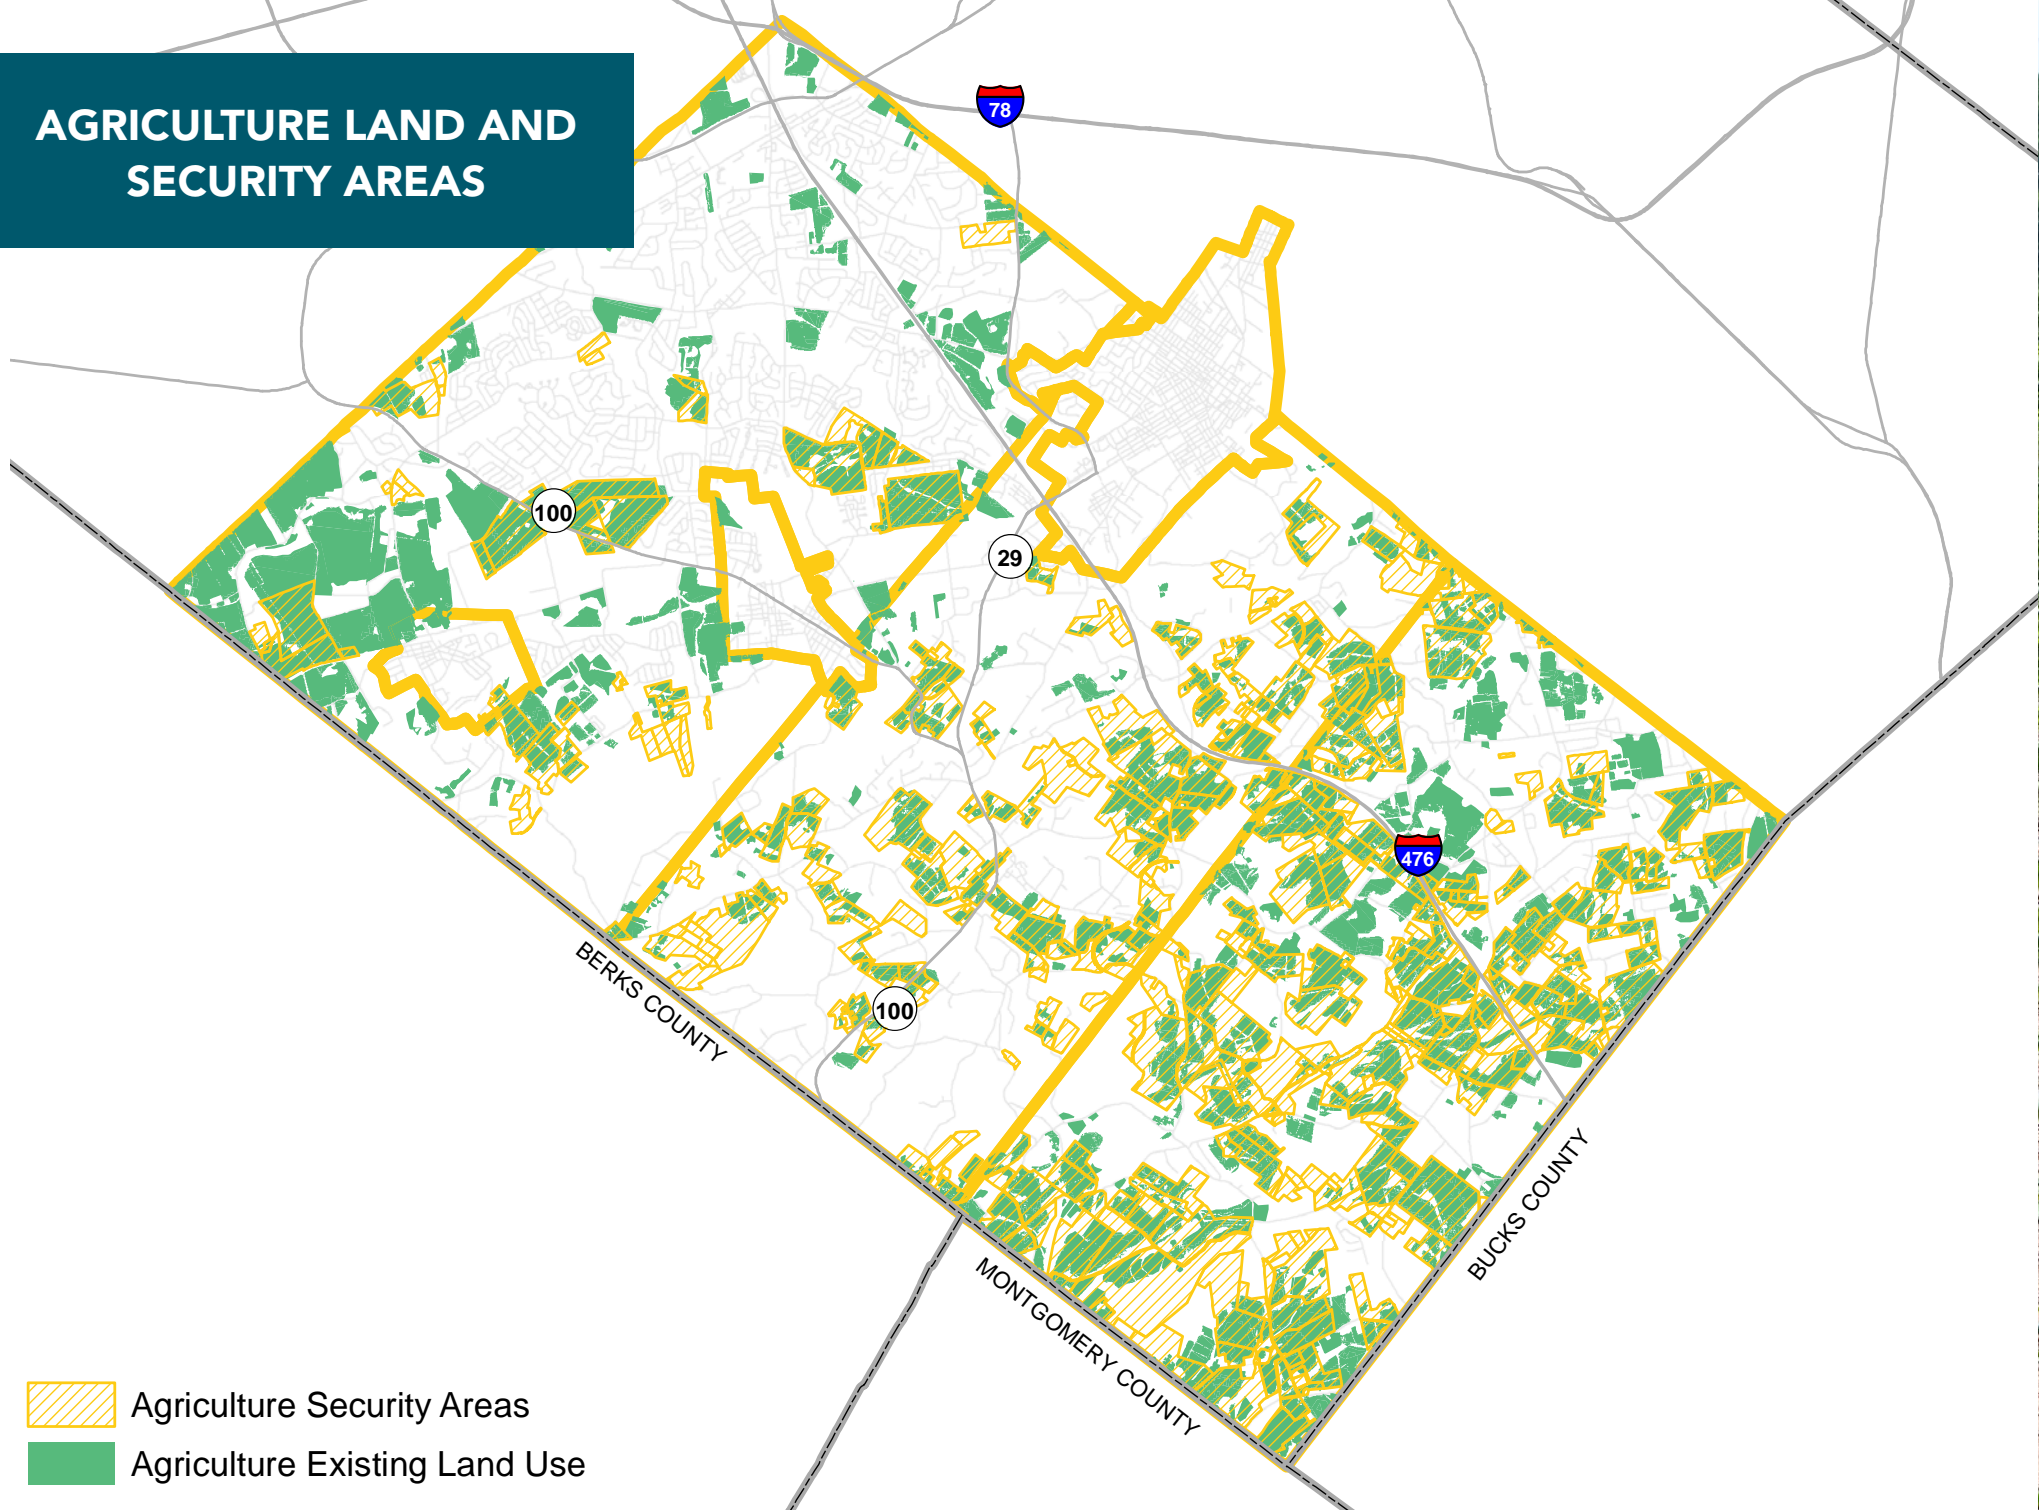 AGRICULTURE LAND AND
SECURITY AREAS
78
100
29
476
100
BERKS COUNTY
MONTGOMERY COUNTY
BUCKS COUNTY
Agriculture Security Areas
Agriculture Existing Land Use